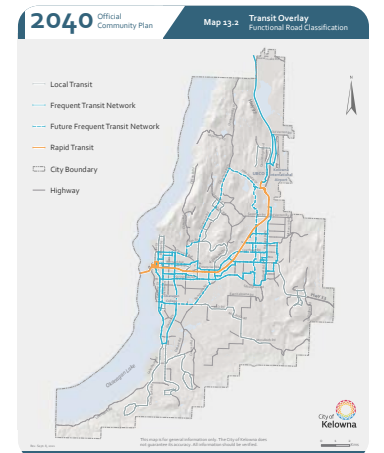 2040 Official
Community Plan
Map 13.2
Transit Overlay
Functional Road Classification
Local Transit
Frequent Transit Network
Future Frequent Transit Network
Rapid Transit
City Boundary
Highway
N
Okanagan Lake
City of
Kelowna
This map is for general information only. The City of Kelowna does
not guarantee its accuracy. All information should be verified.